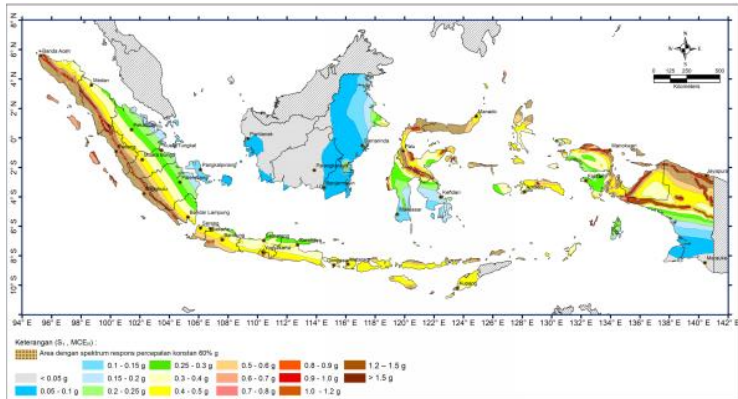 8° N
6° N
4° N
2° N
0°
2° S
4° S
6° S
8° S
10° S
Banda Aceh
Medan
Padang
Bengkulu
Pangkalpinang
Bandar Lampung
Serang
Pontianak
Samarinda
Palu
Manado
Kendari
Makassar
Kupang
Manokwari
Jayapura
Merauke
N
0 125 250 500
Kilometers
94° E 96° E 98° E 100° E 102° E 104° E 106° E 108° E 110° E 112° E 114° E 116° E 118° E 120° E 122° E 124° E 126° E 128° E 130° E 132° E 134° E 136° E 138° E 140° E 142° E
Keterangan (S₁, MCEᵣ) :
Area dengan spektrum respons percepatan konstan 60% g
0.1 - 0.15 g 0.25 - 0.3 g 0.5 - 0.6 g 0.8 - 0.9 g 1.2 – 1.5 g
< 0.05 g 0.15 - 0.2 g 0.3 - 0.4 g 0.6 - 0.7 g 0.9 - 1.0 g > 1.5 g
0.05 - 0.1 g 0.2 - 0.25 g 0.4 - 0.5 g 0.7 - 0.8 g 1.0 - 1.2 g